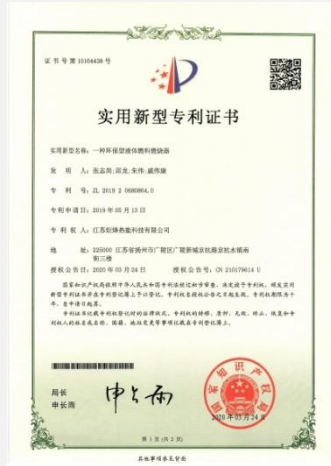 证书号第10104438号
实用新型专利证书
实用新型名称：一种环保型液体燃料燃烧器
发 明 人：
专 利 号：ZL 2019 2 0680864.0
专利申请日：2019年05月13日
专 利 权 人：江苏炬烽热能科技有限公司
地 址：225000 江苏省扬州市广陵区广陵新城京杭路京杭水镇南
街三楼
授权公告日：2020年03月24日 授权公告号：CN 210179614 U
国家知识产权局依照中华人民共和国专利法经过初步审查，决定授予专利权，颁发实用
新型专利证书并在专利登记簿上予以登记。专利权自授权公告之日起生效。专利权期限为十
年，自申请日起算。
专利证书记载专利权登记时的法律状况。专利权的转移、质押、无效、终止、恢复和专
利权人的姓名或名称、国籍、地址变更等事项记载在专利登记簿上。
局长
申长雨
申长雨
国家知识产权局
2020年03月24日
第 1 页（共 2 页）
其他事项参见背面